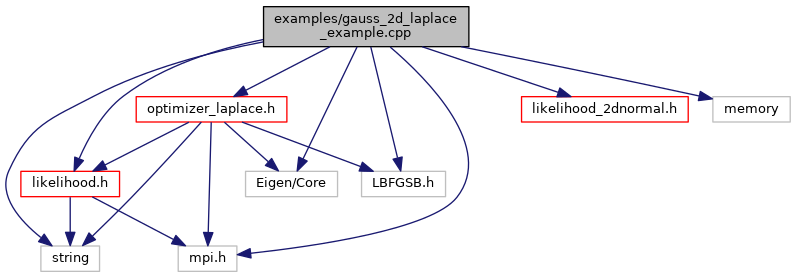 examples/gauss_2d_laplace
_example.cpp
optimizer_laplace.h
likelihood_2dnormal.h
memory
likelihood.h
Eigen/Core
LBFGSB.h
string
mpi.h